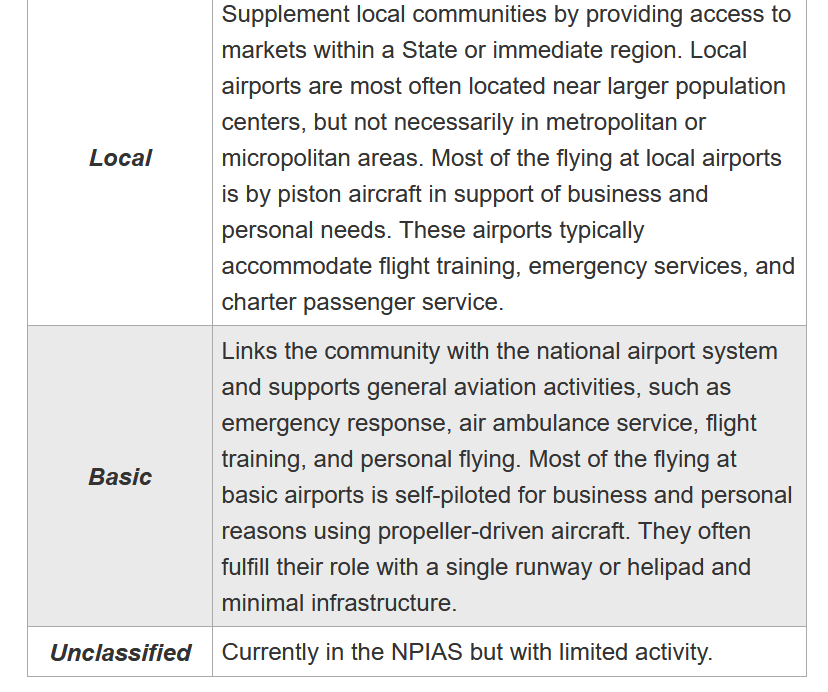 Supplement local communities by providing access to
markets within a State or immediate region. Local
airports are most often located near larger population
centers, but not necessarily in metropolitan or
Local
micropolitan areas. Most of the flying at local airports
is by piston aircraft in support of business and
personal needs. These airports typically
accommodate flight training, emergency services, and
charter passenger service.
Links the community with the national airport system
and supports general aviation activities, such as
emergency response, air ambulance service, flight
training, and personal flying. Most of the flying at
Basic
basic airports is self-piloted for business and personal
reasons using propeller-driven aircraft. They often
fulfill their role with a single runway or helipad and
minimal infrastructure.
Unclassified
Currently in the NPIAS but with limited activity.